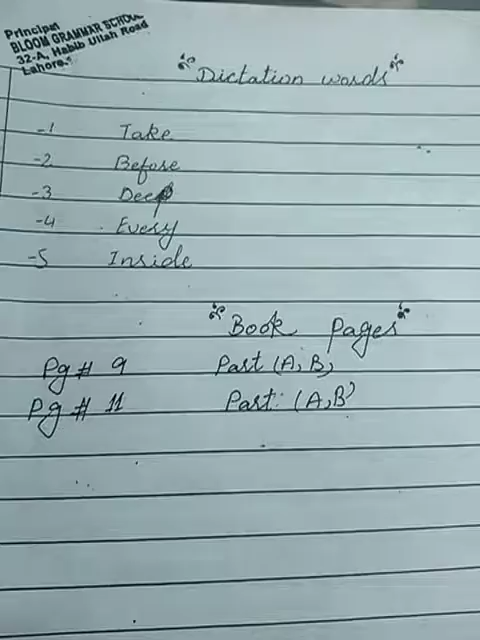 Principal
BLOOM GRAMMAR SCHOOL
32-A, Habib Ullah Road
Lahore.
"Dictation words"
-1 Take
-2 Before
-3 Deep
-4 Every
-5 Inside
"Book Pages"
Pg # 9 Part (A, B)
Pg # 11 Part: (A, B)